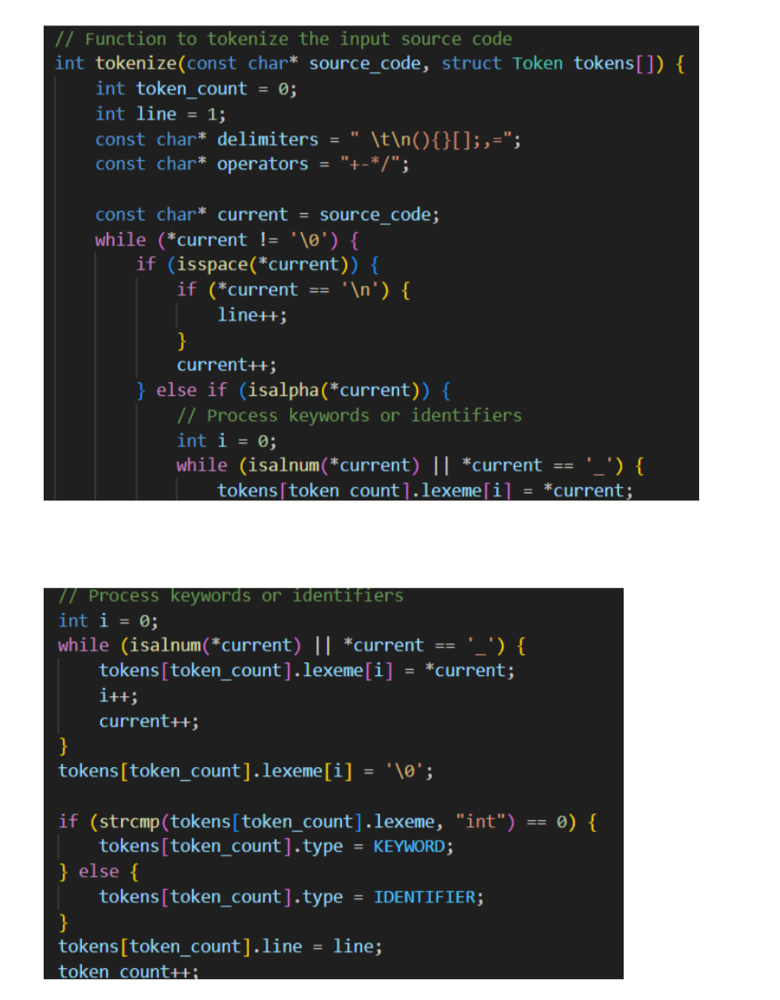 // Function to tokenize the input source code
int tokenize(const char* source_code, struct Token tokens[]) {
    int token_count = 0;
    int line = 1;
    const char* delimiters = " \t\n(){}[];,=";
    const char* operators = "+-*/";

    const char* current = source_code;
    while (*current != '\0') {
        if (isspace(*current)) {
            if (*current == '\n') {
                line++;
            }
            current++;
        } else if (isalpha(*current)) {
            // Process keywords or identifiers
            int i = 0;
            while (isalnum(*current) || *current == '_') {
                tokens[token_count].lexeme[i] = *current;

// Process keywords or identifiers
int i = 0;
while (isalnum(*current) || *current == '_') {
    tokens[token_count].lexeme[i] = *current;
    i++;
    current++;
}
tokens[token_count].lexeme[i] = '\0';

if (strcmp(tokens[token_count].lexeme, "int") == 0) {
    tokens[token_count].type = KEYWORD;
} else {
    tokens[token_count].type = IDENTIFIER;
}
tokens[token_count].line = line;
token_count++;